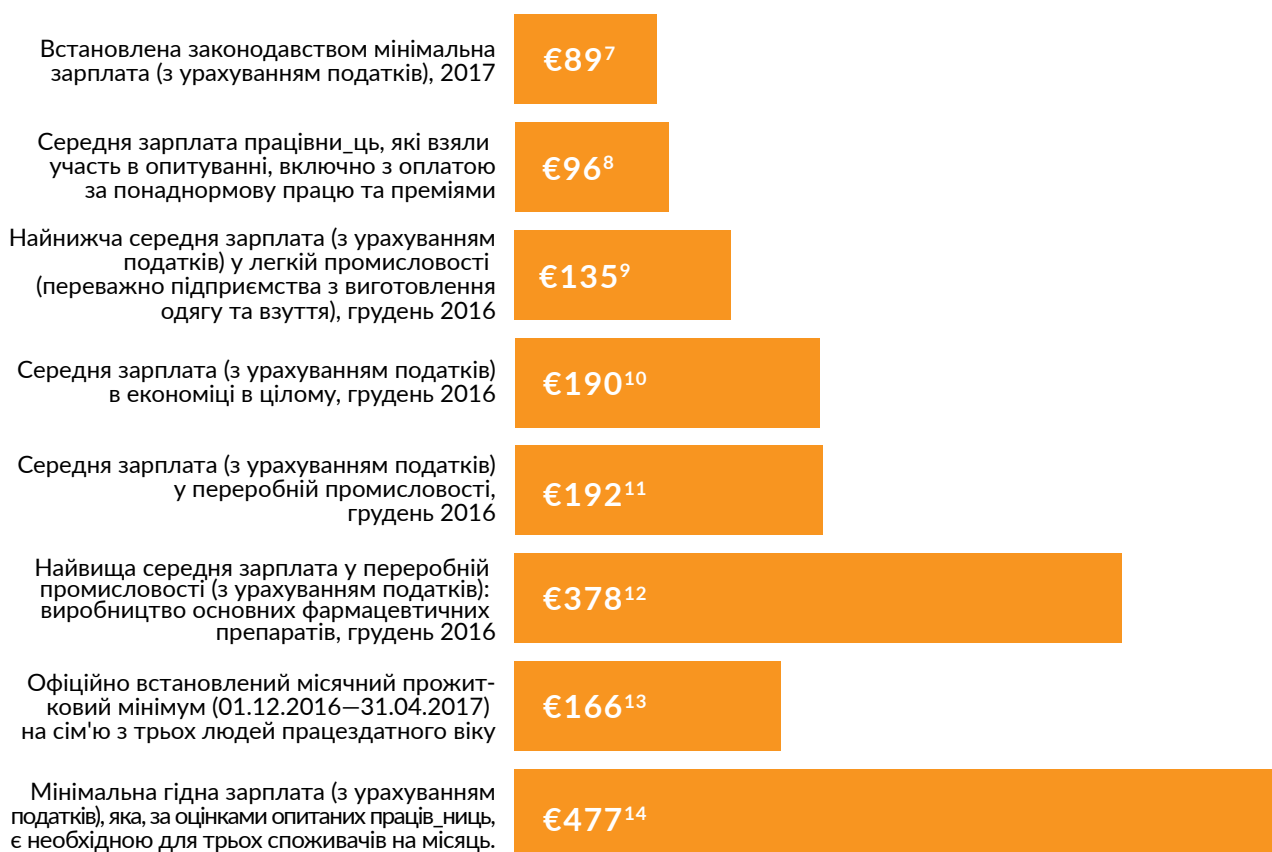 Встановлена законодавством мінімальна
зарплата (з урахуванням податків), 2017
€89⁷
Середня зарплата працівни_ць, які взяли
участь в опитуванні, включно з оплатою
за понаднормову працю та преміями
€96⁸
Найнижча середня зарплата (з урахуванням
податків) у легкій промисловості
(переважно підприємства з виготовлення
одягу та взуття), грудень 2016
€135⁹
Середня зарплата (з урахуванням податків)
в економіці в цілому, грудень 2016
€190¹⁰
Середня зарплата (з урахуванням податків)
у переробній промисловості,
грудень 2016
€192¹¹
Найвища середня зарплата у переробній
промисловості (з урахуванням податків):
виробництво основних фармацевтичних
препаратів, грудень 2016
€378¹²
Офіційно встановлений місячний прожит-
ковий мінімум (01.12.2016—31.04.2017)
на сім'ю з трьох людей працездатного віку
€166¹³
Мінімальна гідна зарплата (з урахуванням
податків), яка, за оцінками опитаних праців_ниць,
є необхідною для трьох споживачів на місяць.
€477¹⁴